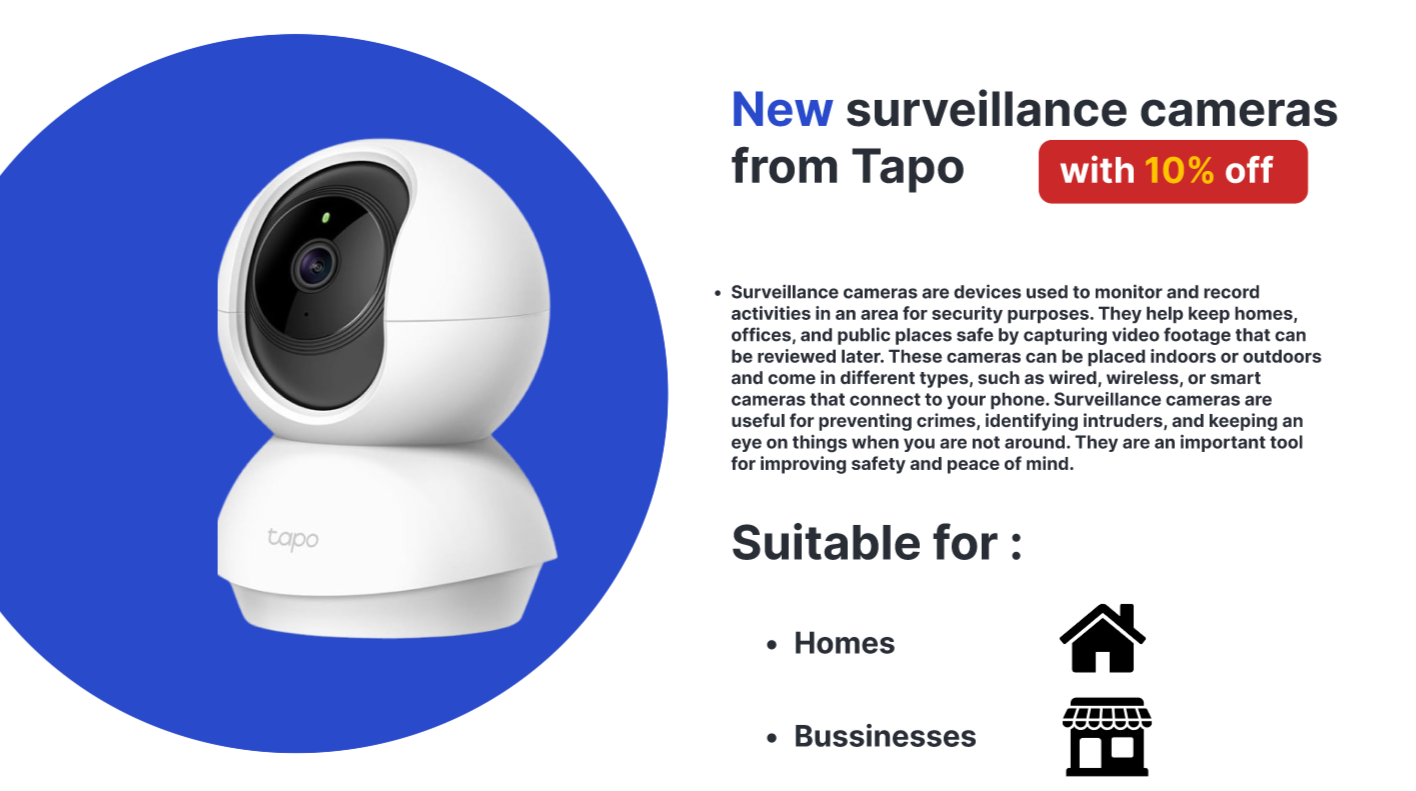 New surveillance cameras
from Tapo
with 10% off
• Surveillance cameras are devices used to monitor and record
activities in an area for security purposes. They help keep homes,
offices, and public places safe by capturing video footage that can
be reviewed later. These cameras can be placed indoors or outdoors
and come in different types, such as wired, wireless, or smart
cameras that connect to your phone. Surveillance cameras are
useful for preventing crimes, identifying intruders, and keeping an
eye on things when you are not around. They are an important tool
for improving safety and peace of mind.
tapo
Suitable for :
• Homes
• Bussinesses